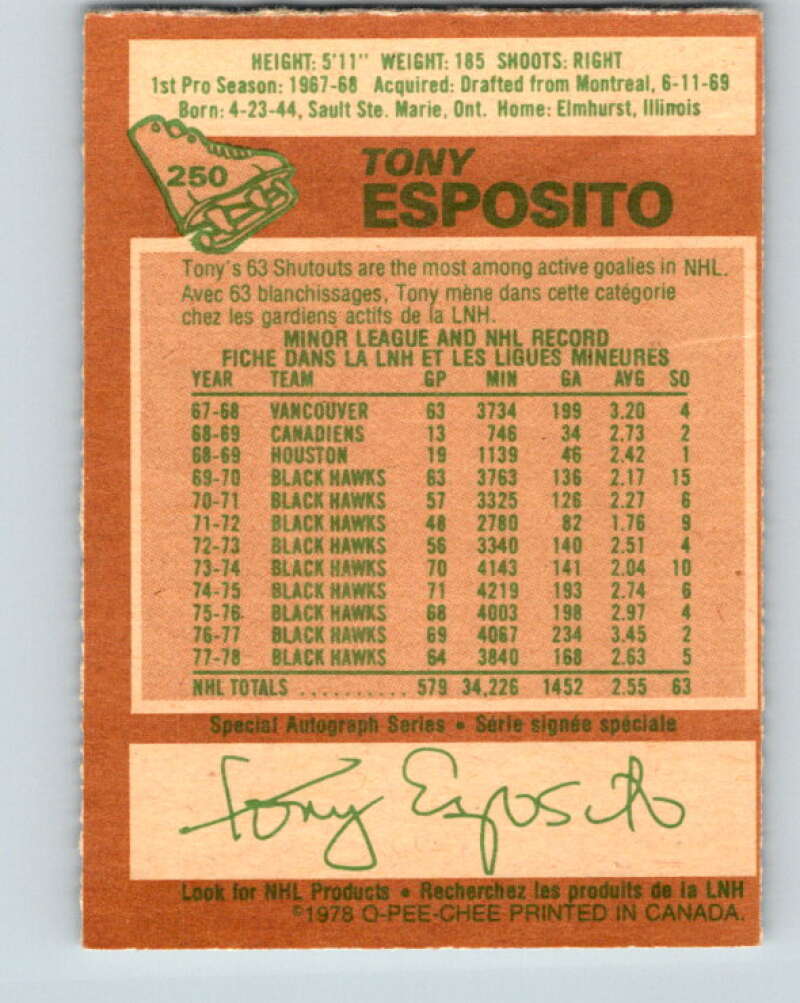 HEIGHT: 5'11" WEIGHT: 185 SHOOTS: RIGHT
1st Pro Season: 1967-68 Acquired: Drafted from Montreal, 6-11-69
Born: 4-23-44, Sault Ste. Marie, Ont. Home: Elmhurst, Illinois
250
TONY
ESPOSITO
Tony's 63 Shutouts are the most among active goalies in NHL.
Avec 63 blanchissages, Tony mène dans cette catégorie
chez les gardiens actifs de la LNH.
MINOR LEAGUE AND NHL RECORD
FICHE DANS LA LNH ET LES LIGUES MINEURES
YEAR TEAM GP MIN GA AVG SO
67-68 VANCOUVER 63 3734 199 3.20 4
68-69 CANADIENS 13 746 34 2.73 2
68-69 HOUSTON 19 1139 46 2.42 1
69-70 BLACK HAWKS 63 3763 136 2.17 15
70-71 BLACK HAWKS 57 3325 126 2.27 6
71-72 BLACK HAWKS 48 2780 82 1.76 9
72-73 BLACK HAWKS 56 3340 140 2.51 4
73-74 BLACK HAWKS 70 4143 141 2.04 10
74-75 BLACK HAWKS 71 4219 193 2.74 6
75-76 BLACK HAWKS 68 4003 198 2.97 4
76-77 BLACK HAWKS 69 4067 234 3.45 2
77-78 BLACK HAWKS 64 3840 168 2.63 5
NHL TOTALS .......... 579 34,226 1452 2.55 63
Special Autograph Series • Série signée spéciale
Tony Esposito
Look for NHL Products • Recherchez les produits de la LNH
©1978 O-PEE-CHEE PRINTED IN CANADA.